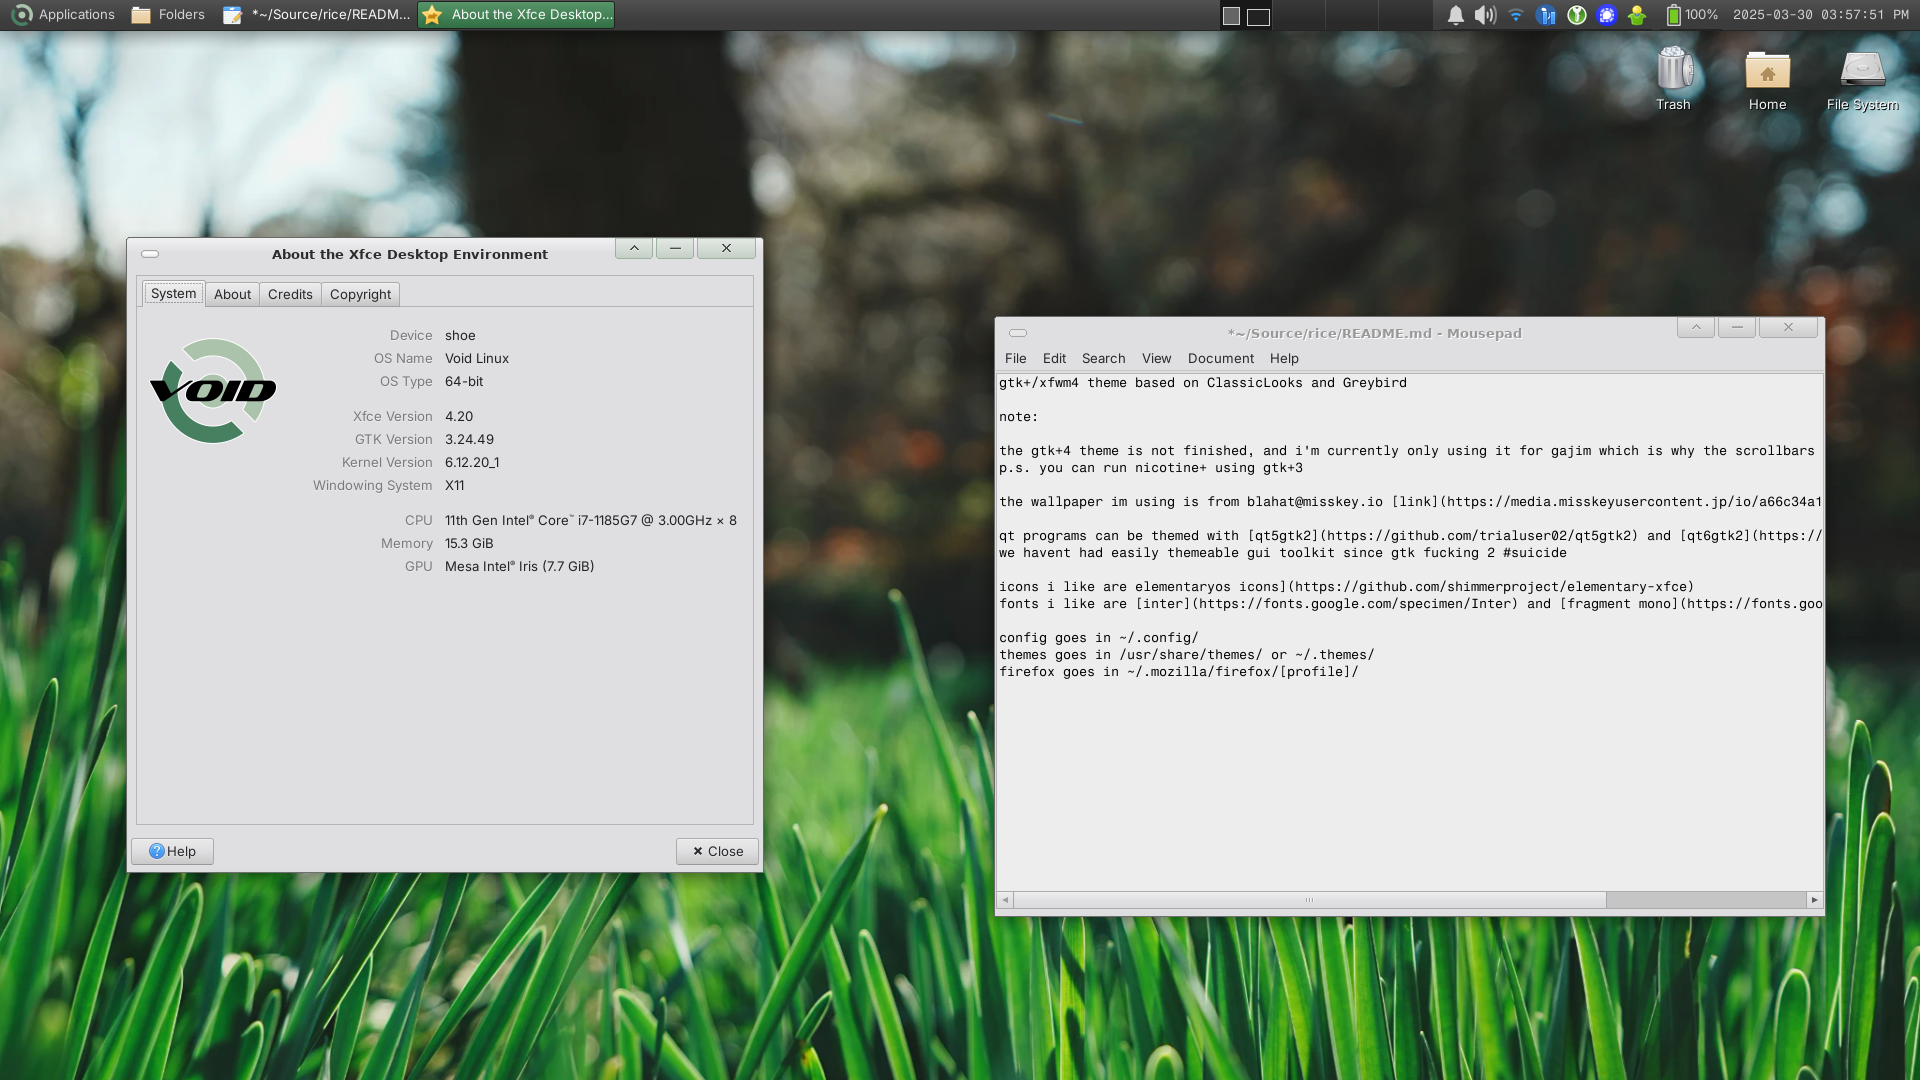 Applications
Folders
*~/Source/rice/READM...
About the Xfce Desktop...
100%
2025-03-30 03:57:51 PM
Trash
Home
File System
About the Xfce Desktop Environment
System
About
Credits
Copyright
VOID
Device shoe
OS Name Void Linux
OS Type 64-bit
Xfce Version 4.20
GTK Version 3.24.49
Kernel Version 6.12.20_1
Windowing System X11
CPU 11th Gen Intel® Core™ i7-1185G7 @ 3.00GHz × 8
Memory 15.3 GiB
GPU Mesa Intel® Iris (7.7 GiB)
Help
Close
*~/Source/rice/README.md - Mousepad
File Edit Search View Document Help
gtk+/xfwm4 theme based on ClassicLooks and Greybird
note:
the gtk+4 theme is not finished, and i'm currently only using it for gajim which is why the scrollbars
p.s. you can run nicotine+ using gtk+3
the wallpaper im using is from blahat@misskey.io [link](https://media.misskeyusercontent.jp/io/a66c34a1
qt programs can be themed with [qt5gtk2](https://github.com/trialuser02/qt5gtk2) and [qt6gtk2](https://
we havent had easily themeable gui toolkit since gtk fucking 2 #suicide
icons i like are elementaryos icons](https://github.com/shimmerproject/elementary-xfce)
fonts i like are [inter](https://fonts.google.com/specimen/Inter) and [fragment mono](https://fonts.goo
config goes in ~/.config/
themes goes in /usr/share/themes/ or ~/.themes/
firefox goes in ~/.mozilla/firefox/[profile]/